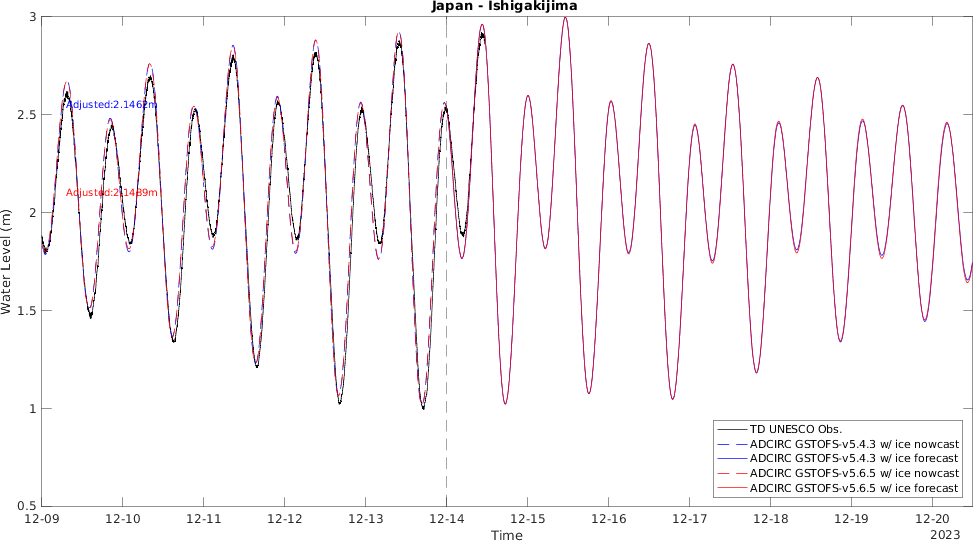 Japan - Ishigakijima
3
2.5
2
1.5
1
0.5
Water Level (m)
Adjusted:2.1462m
Adjusted:2.1489m
TD UNESCO Obs.
ADCIRC GSTOFS-v5.4.3 w/ ice nowcast
ADCIRC GSTOFS-v5.4.3 w/ ice forecast
ADCIRC GSTOFS-v5.6.5 w/ ice nowcast
ADCIRC GSTOFS-v5.6.5 w/ ice forecast
12-09 12-10 12-11 12-12 12-13 12-14 12-15 12-16 12-17 12-18 12-19 12-20
2023
Time